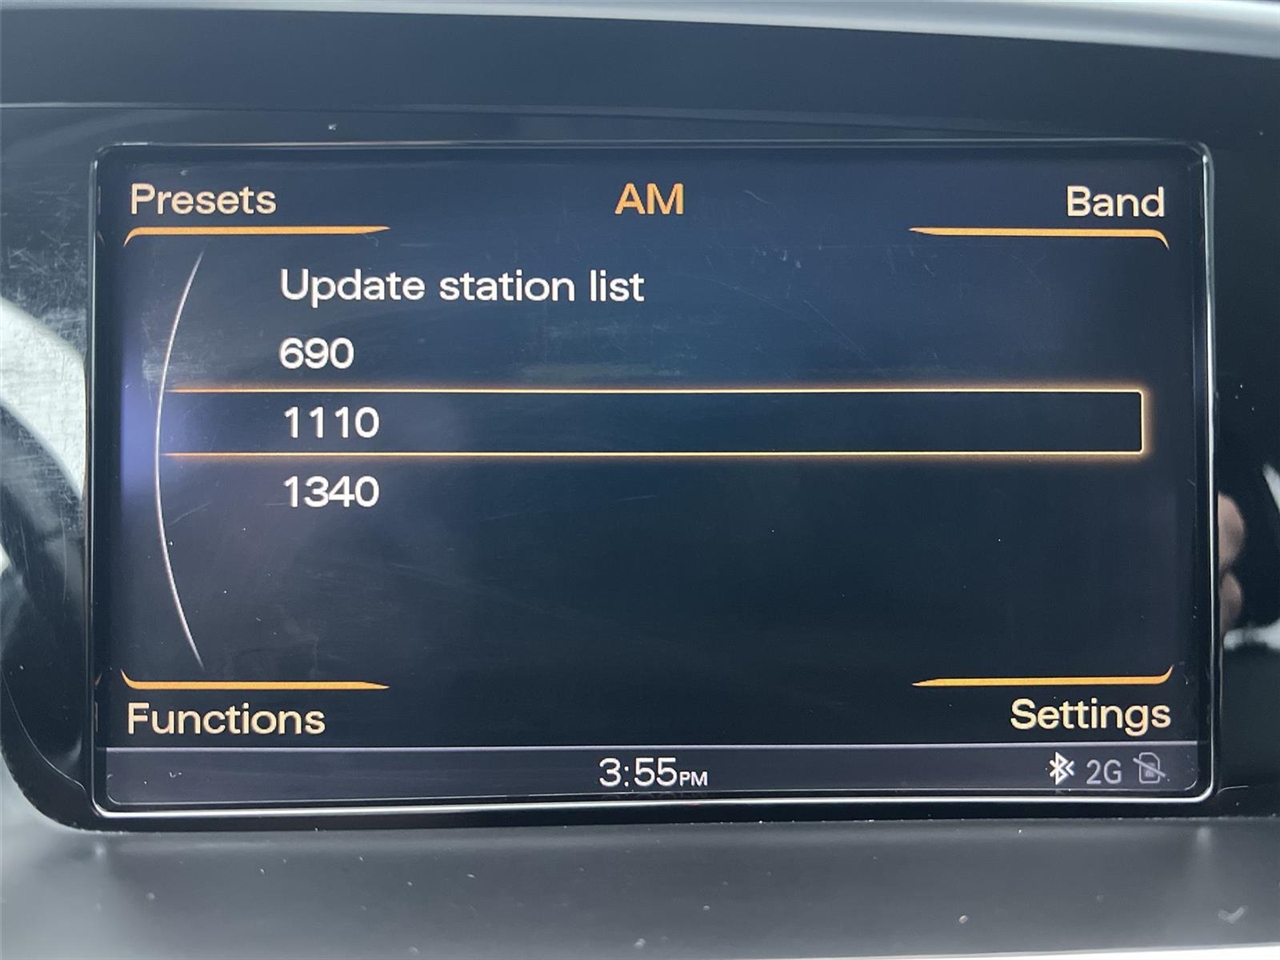 Presets AM Band
Update station list
690
1110
1340
Functions Settings
3:55PM 2G